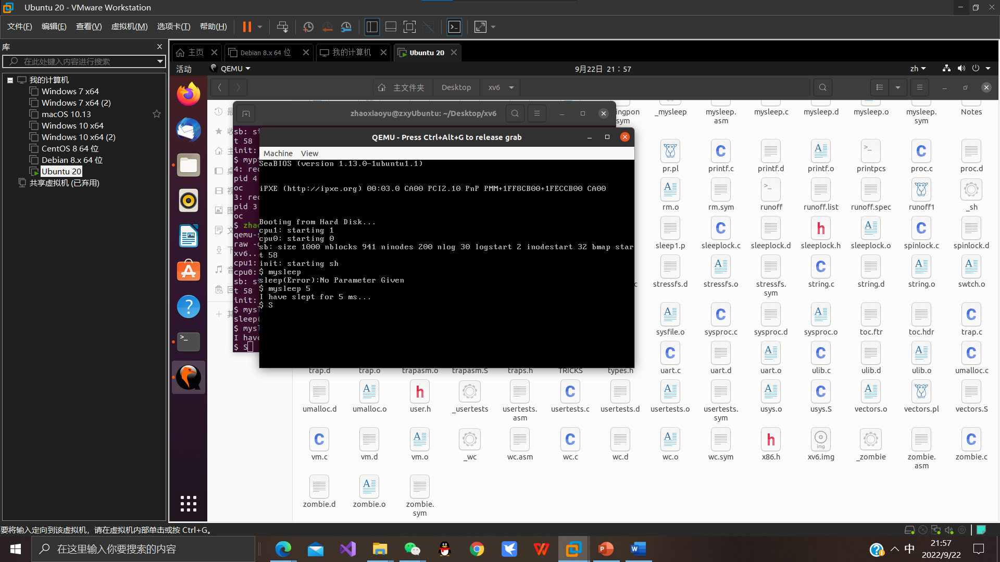 Ubuntu 20 - VMware Workstation
文件(F) 编辑(E) 查看(V) 虚拟机(M) 选项卡(T) 帮助(H)
库
在此处键入内容进行搜索
我的计算机
Windows 7 x64
Windows 7 x64 (2)
macOS 10.13
Windows 10 x64
Windows 10 x64 (2)
CentOS 8 64 位
Debian 8.x 64 位
Ubuntu 20
共享虚拟机 (已弃用)
主页 Debian 8.x 64 位 我的计算机 Ubuntu 20
活动 QEMU 9月22日 21：57 zh
主文件夹 Desktop xv6
zhaoxiaoyu@zxyUbuntu: ~/Desktop/xv6
sb: si
t 58
init:
$ mypi
4: rec
pid 4
oc
3: rec
pid 3
oc
$ zhao
qemu-s
raw -d
xv6..
cpu1:
cpu0:
sb: si
t 58
init:
$ mysl
sleep(
$ mysl
I have
$ S
QEMU - Press Ctrl+Alt+G to release grab
Machine View
SeaBIOS (version 1.13.0-1ubuntu1.1)
iPXE (http://ipxe.org) 00:03.0 CA00 PCI2.10 PnP PMM+1FF8CB00+1FECCB00 CA00
Booting from Hard Disk...
cpu1: starting 1
cpu0: starting 0
sb: size 1000 nblocks 941 ninodes 200 nlog 30 logstart 2 inodestart 32 bmap star
t 58
init: starting sh
$ mysleep
sleep(Error):No Parameter Given
$ mysleep 5
I have slept for 5 ms...
$ S
ingpon
sym _mysleep mysleep.
asm mysleep.c mysleep.d mysleep.o mysleep.
sym Notes
pr.pl printf.c printf.d printf.o printpcs proc.c proc.d
rm.o rm.sym runoff runoff.list runoff.spec runoff1 _sh
sleep1.p sleeplock.c sleeplock.d sleeplock.h sleeplock.o spinlock.c spinlock.d
c stressfs.d stressfs.o stressfs.
sym string.c string.d string.o swtch.o
sysfile.o sysproc.c sysproc.d sysproc.o toc.ftr toc.hdr trap.c
trap.d trap.o trapasm.o trapasm.S traps.h TRICKS types.h uart.c uart.d uart.o ulib.c ulib.d ulib.o umalloc.c
umalloc.d umalloc.o user.h _usertests usertests.
asm usertests.c usertests.d usertests.o usertests.
sym usys.o usys.S vectors.o vectors.pl vectors.S
vm.c vm.d vm.o _wc wc.asm wc.c wc.d wc.o wc.sym x86.h xv6.img _zombie zombie.
asm zombie.c
zombie.d zombie.o zombie.
sym
要将输入定向到该虚拟机，请在虚拟机内部单击或按 Ctrl+G。
在这里输入你要搜索的内容
中
21:57
2022/9/22